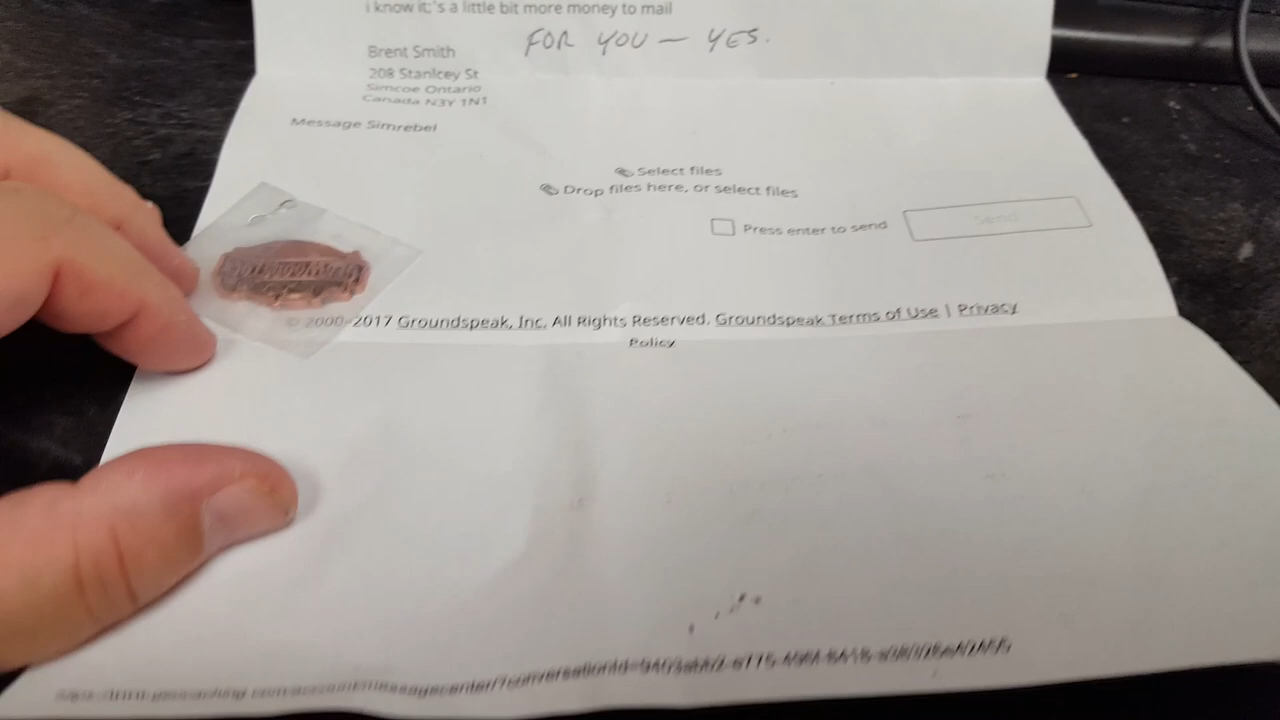 i know it;'s a little bit more money to mail
FOR YOU — YES.
Brent Smith
208 Stanlcey St
Simcoe Ontario
Canada N3Y 1N1
Message Simrebel
Select files
Drop files here, or select files
Press enter to send
Send
© 2000-2017 Groundspeak, Inc. All Rights Reserved. Groundspeak Terms of Use | Privacy
Policy